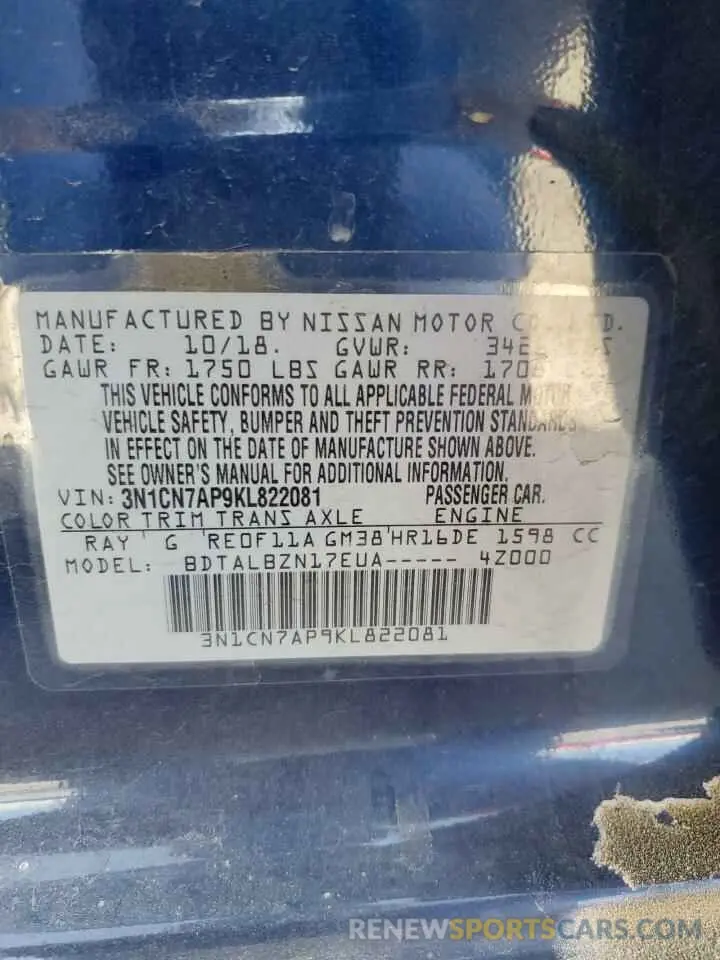 MANUFACTURED BY NISSAN MOTOR
DATE: 10/18. GVWR:
GAWR FR: 1750 LBS GAWR RR:
THIS VEHICLE CONFORMS TO ALL APPLICABLE FEDERAL MOTOR
VEHICLE SAFETY, BUMPER AND THEFT PREVENTION STANDARDS
IN EFFECT ON THE DATE OF MANUFACTURE SHOWN ABOVE.
SEE OWNER'S MANUAL FOR ADDITIONAL INFORMATION.
VIN: 3N1CN7AP9KL822081 PASSENGER CAR.
COLOR TRIM TRANS AXLE ENGINE
RAY G RE0F11A GM38 HR16DE 1598 CC
MODEL: BDTALBZN17EUA----- 4Z000
3N1CN7AP9KL822081
RENEWSPORTSCARS.COM